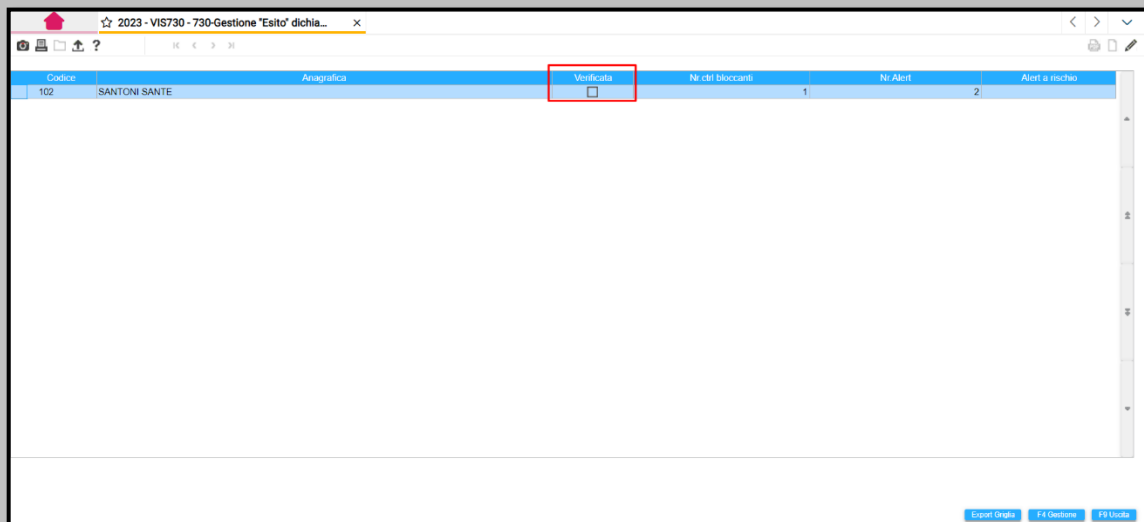 2023 - VIS730 - 730-Gestione "Esito" dichia...
Codice Anagrafica Verificata Nr.ctrl bloccanti Nr.Alert Alert a rischio
102 SANTONI SANTE 1 2
Export Griglia F4 Gestione F9 Uscita